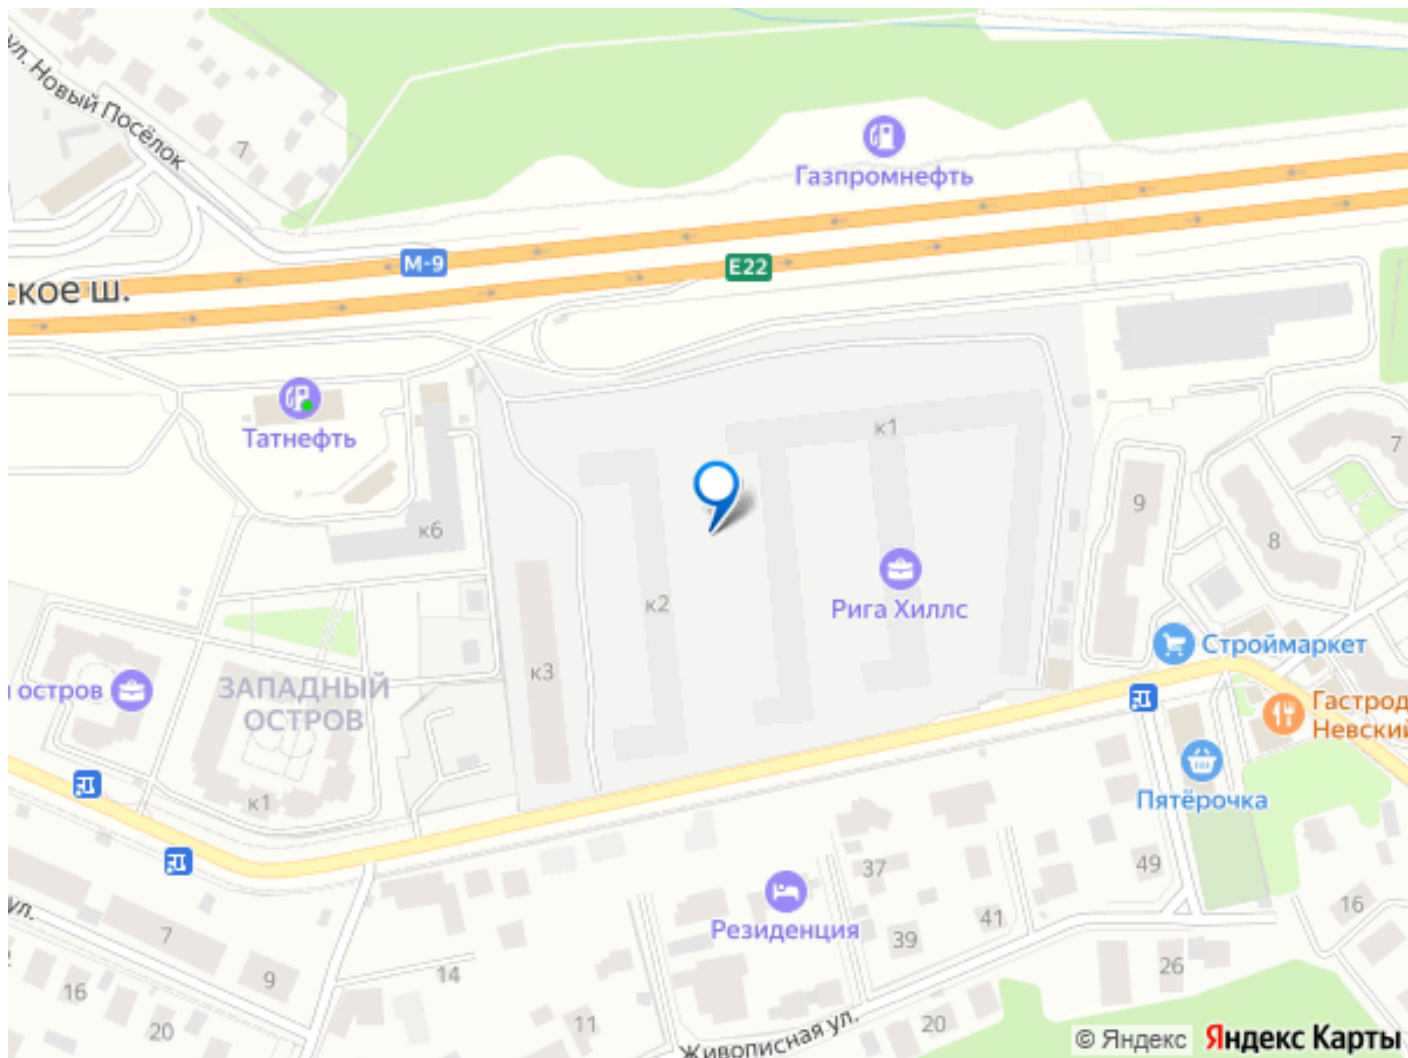 ул. Новый Посёлок
7
Газпромнефть
М-9
E22
ское ш.
Татнефть
к1
7
к6
9
8
Рига Хиллс
к2
к3
Строймаркет
остров
ЗАПАДНЫЙ
ОСТРОВ
Гастрод
Невский
Пятёрочка
к1
37
49
Резиденция
ул.
7
9
14
39
41
16
26
16
20
11
20
Живописная ул.
© Яндекс
Яндекс Карты